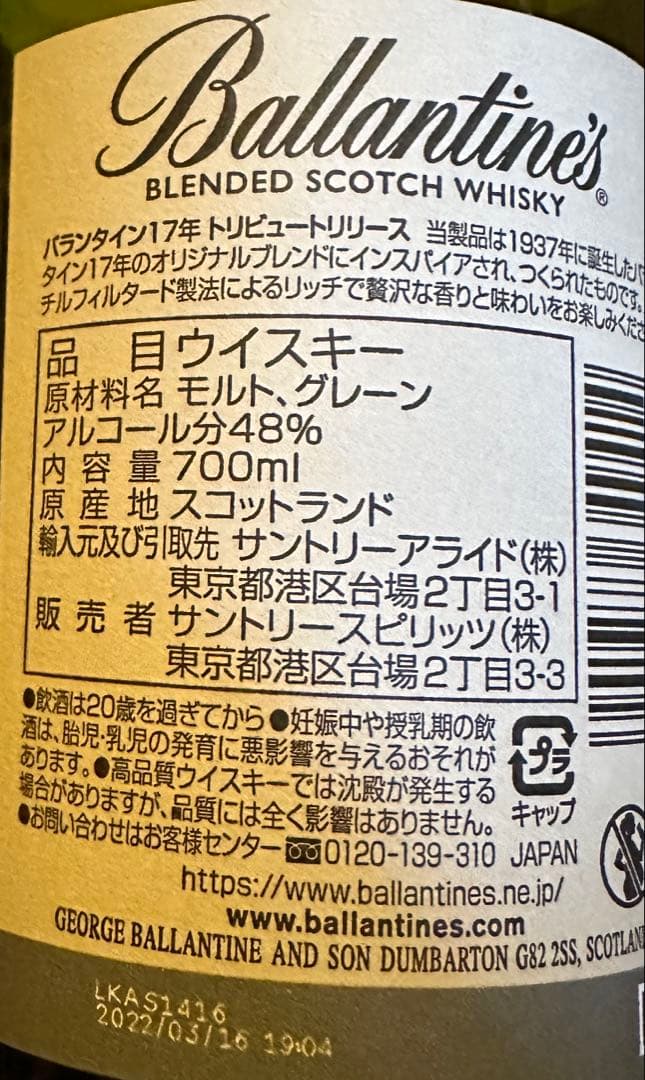 Ballantine's®
BLENDED SCOTCH WHISKY
バランタイン17年 トリビュートリリース 当製品は1937年に誕生したバ
タイン17年のオリジナルブレンドにインスパイアされ、つくられたものです。
チルフィルタード製法によるリッチで贅沢な香りと味わいをお楽しみくださ
品 目 ウイスキー
原材料名 モルト、グレーン
アルコール分48%
内容量 700ml
原産地 スコットランド
輸入元及び引取先 サントリーアライド(株)
東京都港区台場2丁目3-1
販売者 サントリースピリッツ(株)
東京都港区台場2丁目3-3
●飲酒は20歳を過ぎてから●妊娠中や授乳期の飲
酒は、胎児・乳児の発育に悪影響を与えるおそれが
あります。●高品質ウイスキーでは沈殿が発生する
場合がありますが、品質には全く影響はありません。
●お問い合わせはお客様センター 0120-139-310 JAPAN
プラ
キャップ
https://www.ballantines.ne.jp/
www.ballantines.com
GEORGE BALLANTINE AND SON DUMBARTON G82 2SS, SCOTLAN
LKAS1416
2022/03/16 19:04